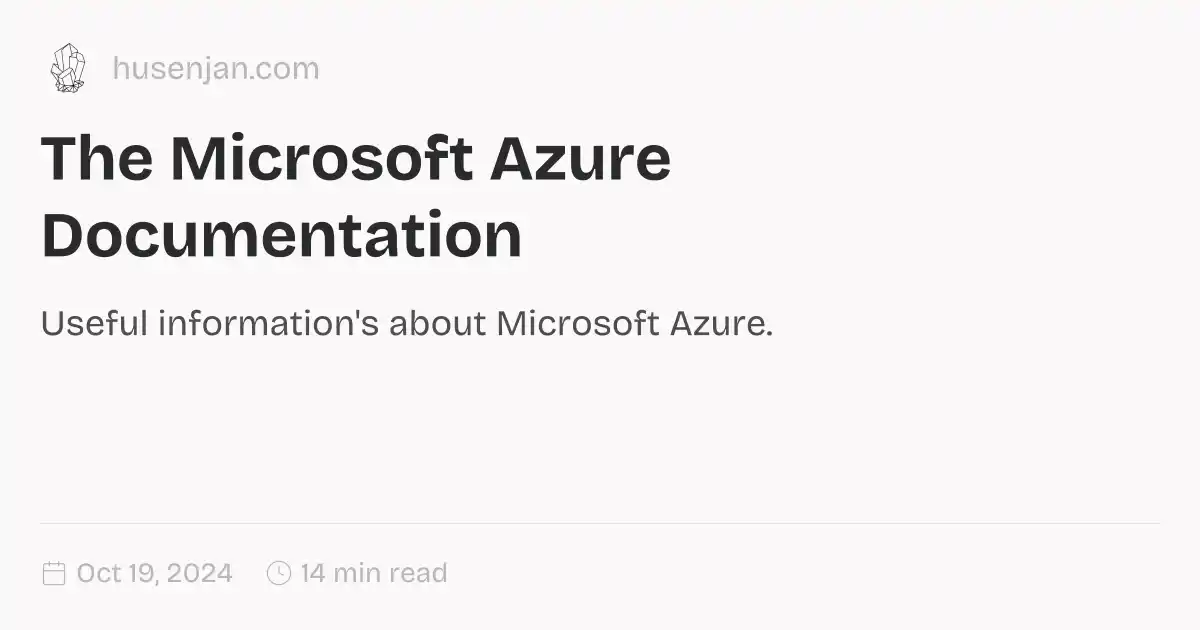 husenjan.com
The Microsoft Azure
Documentation
Useful information's about Microsoft Azure.
Oct 19, 2024 14 min read